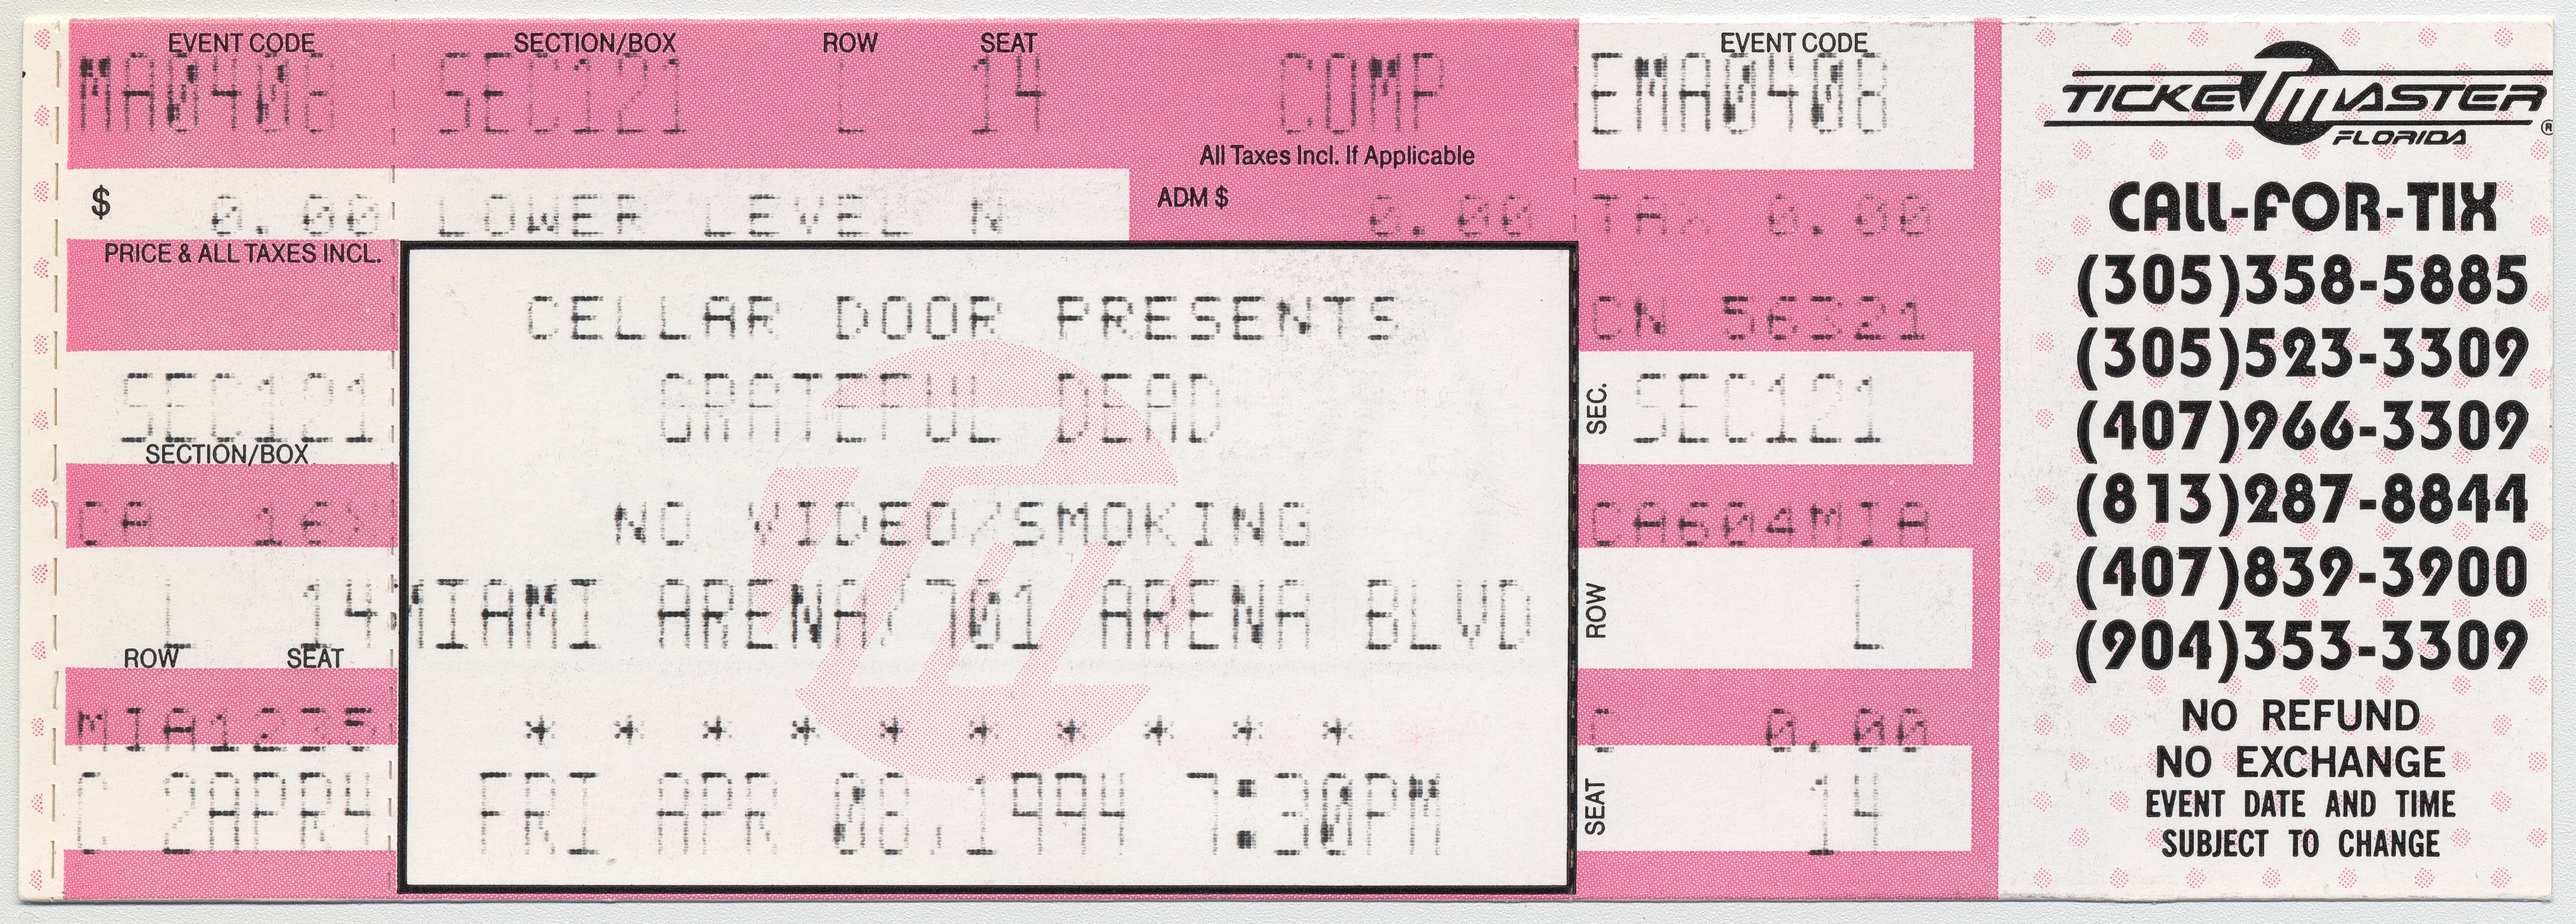 EVENT CODE SECTION/BOX ROW SEAT EVENT CODE
MA0408 SEC121 L 14 COMP EMA0408
All Taxes Incl. If Applicable
$ 0.00 LOWER LEVEL N ADM $ 0.00 TAX 0.00
PRICE & ALL TAXES INCL.
CELLAR DOOR PRESENTS CN 56321
SEC121 GRATEFUL DEAD SEC. SEC121
SECTION/BOX
CA 16X NO VIDEO/SMOKING CA604MIA
L 14 MIAMI ARENA/701 ARENA BLVD ROW L
ROW SEAT
MIA1235 * * * * * * * * * * C 0.00
C 2APR4 FRI APR 08,1994 7:30PM SEAT 14
TICKETMASTER®
FLORIDA
CALL-FOR-TIX
(305)358-5885
(305)523-3309
(407)966-3309
(813)287-8844
(407)839-3900
(904)353-3309
NO REFUND
NO EXCHANGE
EVENT DATE AND TIME
SUBJECT TO CHANGE